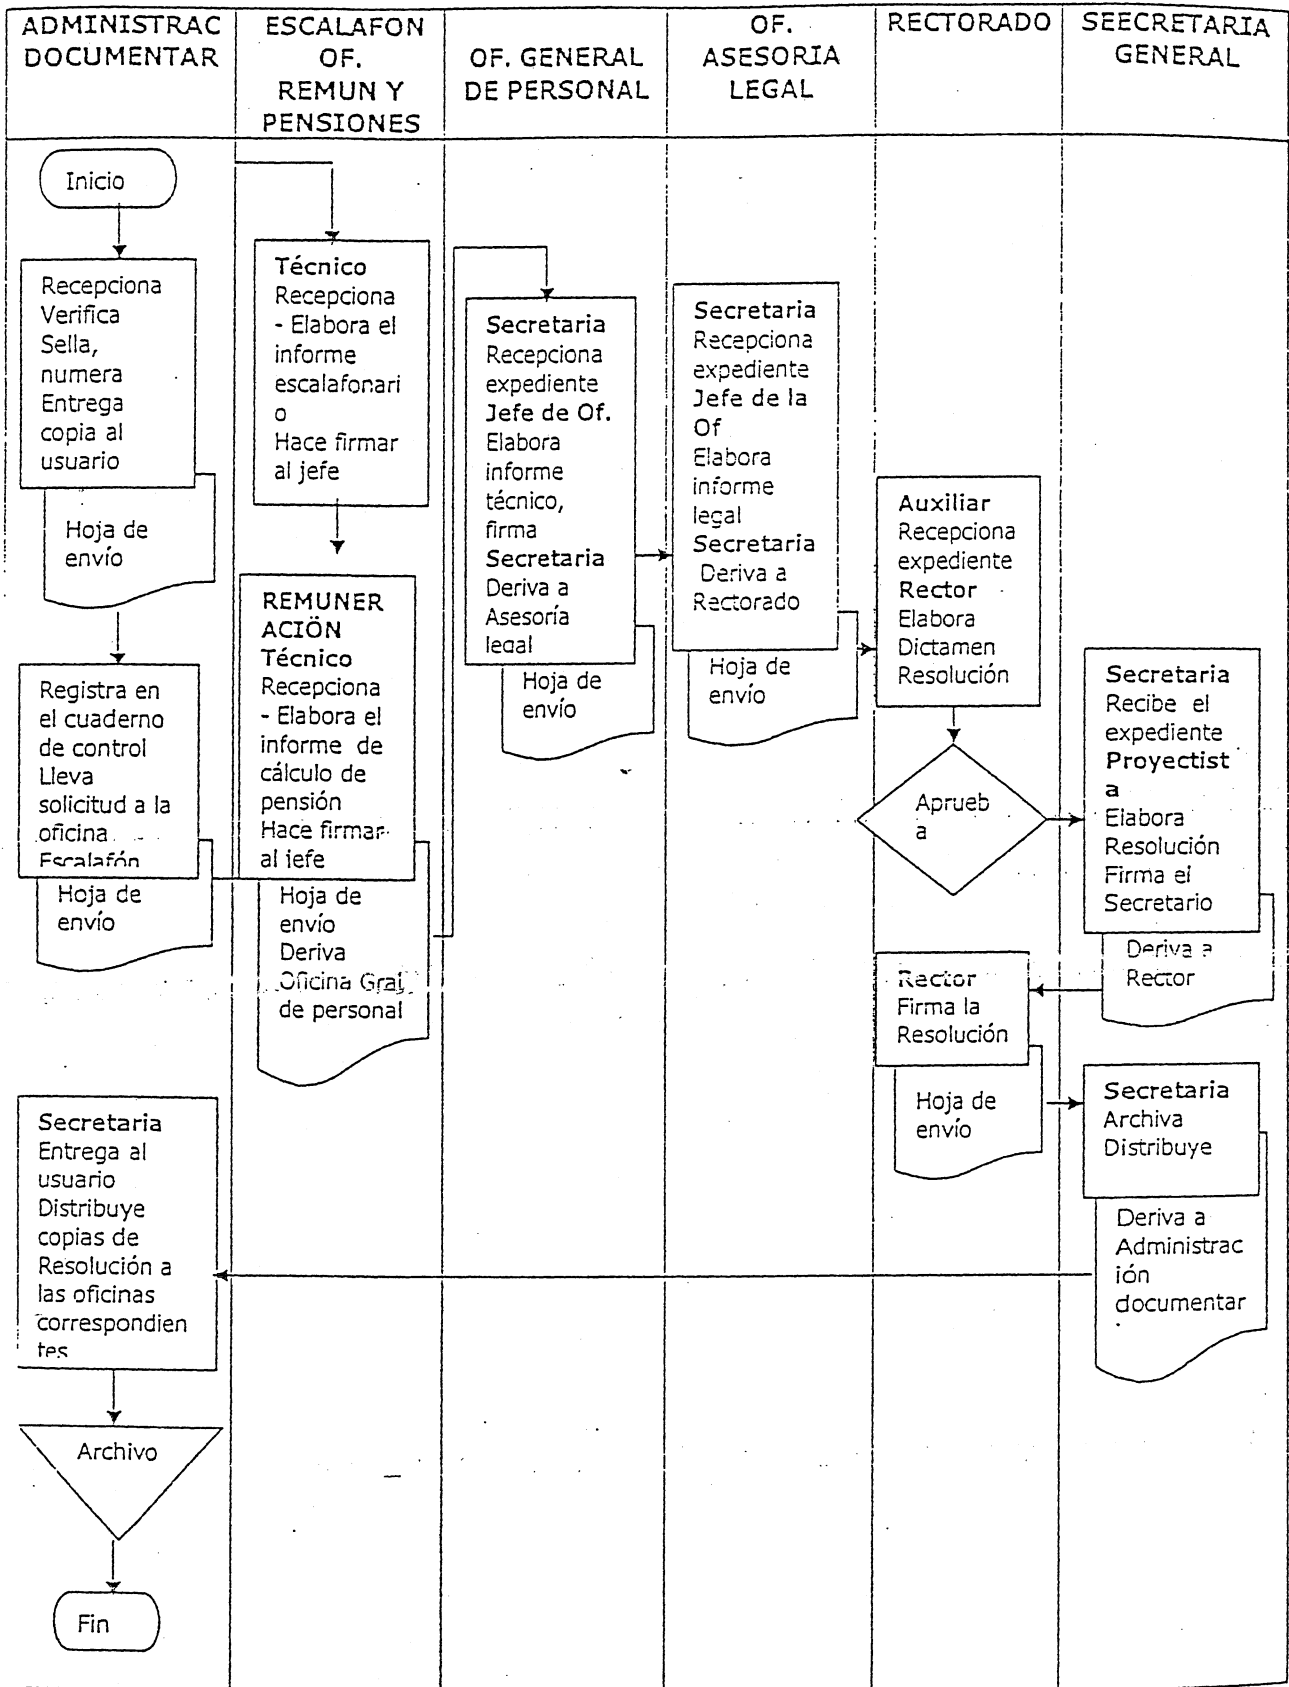 ADMINISTRAC
DOCUMENTAR
ESCALAFON
OF.
REMUN Y
PENSIONES
OF. GENERAL
DE PERSONAL
OF.
ASESORIA
LEGAL
RECTORADO
SEECRETARIA
GENERAL
Inicio
Recepciona
Verifica
Sella,
numera
Entrega
copia al
usuario
Hoja de
envío
Registra en
el cuaderno
de control
Lleva
solicitud a la
oficina
Escalafón
Hoja de
envío
Técnico
Recepciona
- Elabora el
informe
escalafonari
o
Hace firmar
al jefe
REMUNER
ACIÖN
Técnico
Recepciona
- Elabora el
informe de
cálculo de
pensión
Hace firmar
al jefe
Hoja de
envío
Deriva
Oficina Gral
de personal
Secretaria
Recepciona
expediente
Jefe de Of.
Elabora
informe
técnico,
firma
Secretaria
Deriva a
Asesoría
legal
Hoja de
envío
Secretaria
Recepciona
expediente
Jefe de la
Of
Elabora
informe
legal
Secretaria
Deriva a
Rectorado
Hoja de
envío
Auxiliar
Recepciona
expediente
Rector
Elabora
Dictamen
Resolución
Aprueb
a
Secretaria
Recibe el
expediente
Proyectist
a
Elabora
Resolución
Firma el
Secretario
Deriva a
Rector
Rector
Firma la
Resolución
Hoja de
envío
Secretaria
Archiva
Distribuye
Deriva a
Administrac
ión
documentar
Secretaria
Entrega al
usuario
Distribuye
copias de
Resolución a
las oficinas
correspondien
tes
Archivo
Fin